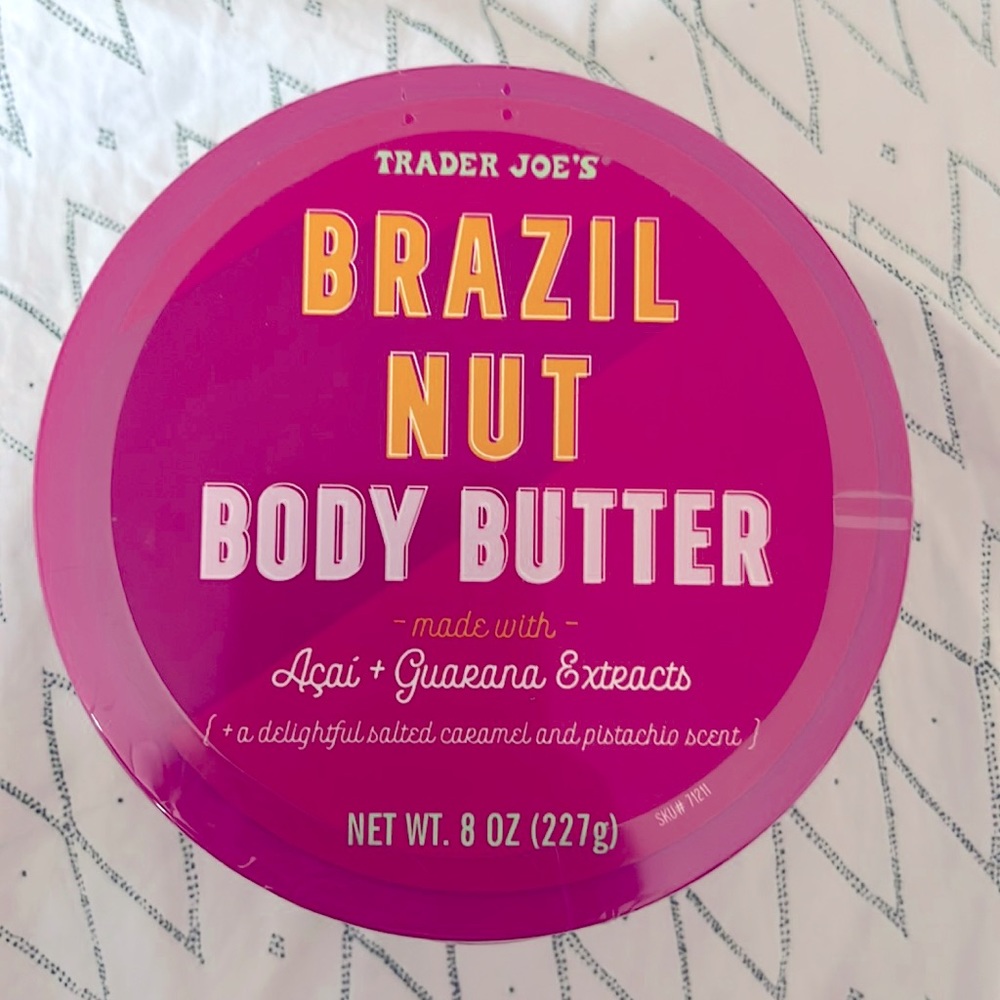 TRADER JOE'S
BRAZIL
NUT
BODY BUTTER
- made with -
Açaí + Guarana Extracts
{ + a delightful salted caramel and pistachio scent }
SKU# 71211
NET WT. 8 OZ (227g)